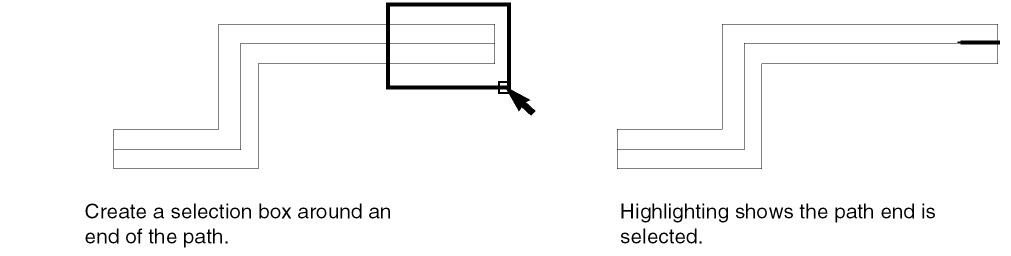 Create a selection box around an
end of the path.
Highlighting shows the path end is
selected.